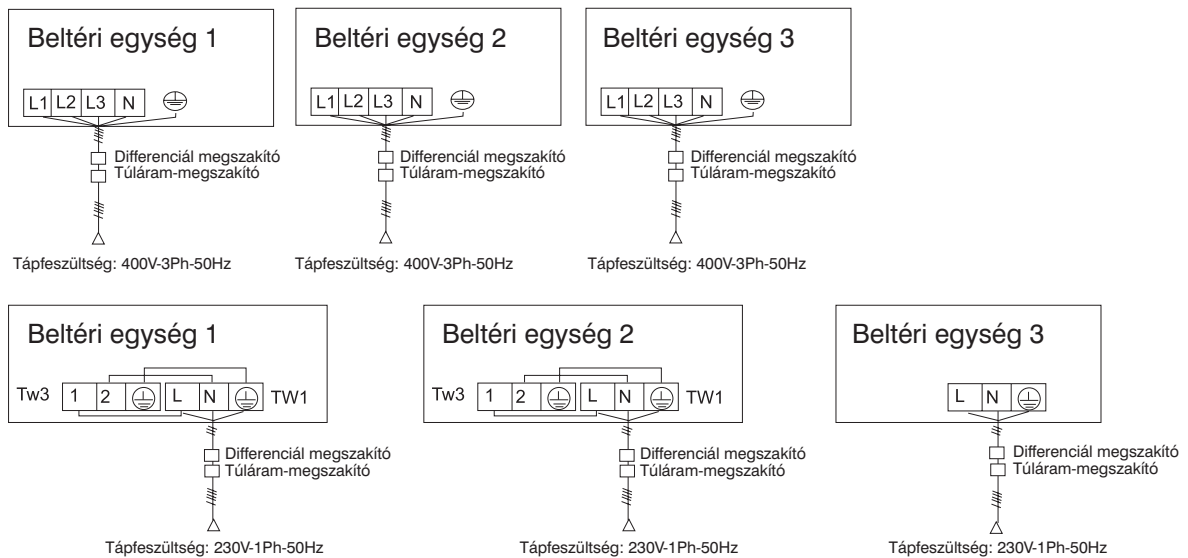 Beltéri egység 1
L1 L2 L3 N
Differenciál megszakító
Túláram-megszakító
Tápfeszültség: 400V-3Ph-50Hz
Beltéri egység 2
L1 L2 L3 N
Differenciál megszakító
Túláram-megszakító
Tápfeszültség: 400V-3Ph-50Hz
Beltéri egység 3
L1 L2 L3 N
Differenciál megszakító
Túláram-megszakító
Tápfeszültség: 400V-3Ph-50Hz
Beltéri egység 1
Tw3 1 2 L N TW1
Differenciál megszakító
Túláram-megszakító
Tápfeszültség: 230V-1Ph-50Hz
Beltéri egység 2
Tw3 1 2 L N TW1
Differenciál megszakító
Túláram-megszakító
Tápfeszültség: 230V-1Ph-50Hz
Beltéri egység 3
L N
Differenciál megszakító
Túláram-megszakító
Tápfeszültség: 230V-1Ph-50Hz